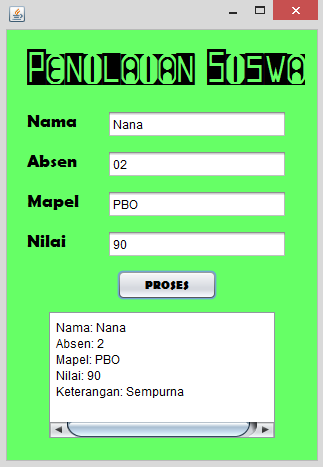 Penilaian Siswa
Nama
Nana
Absen
02
Mapel
PBO
Nilai
90
PROSES
Nama: Nana
Absen: 2
Mapel: PBO
Nilai: 90
Keterangan: Sempurna